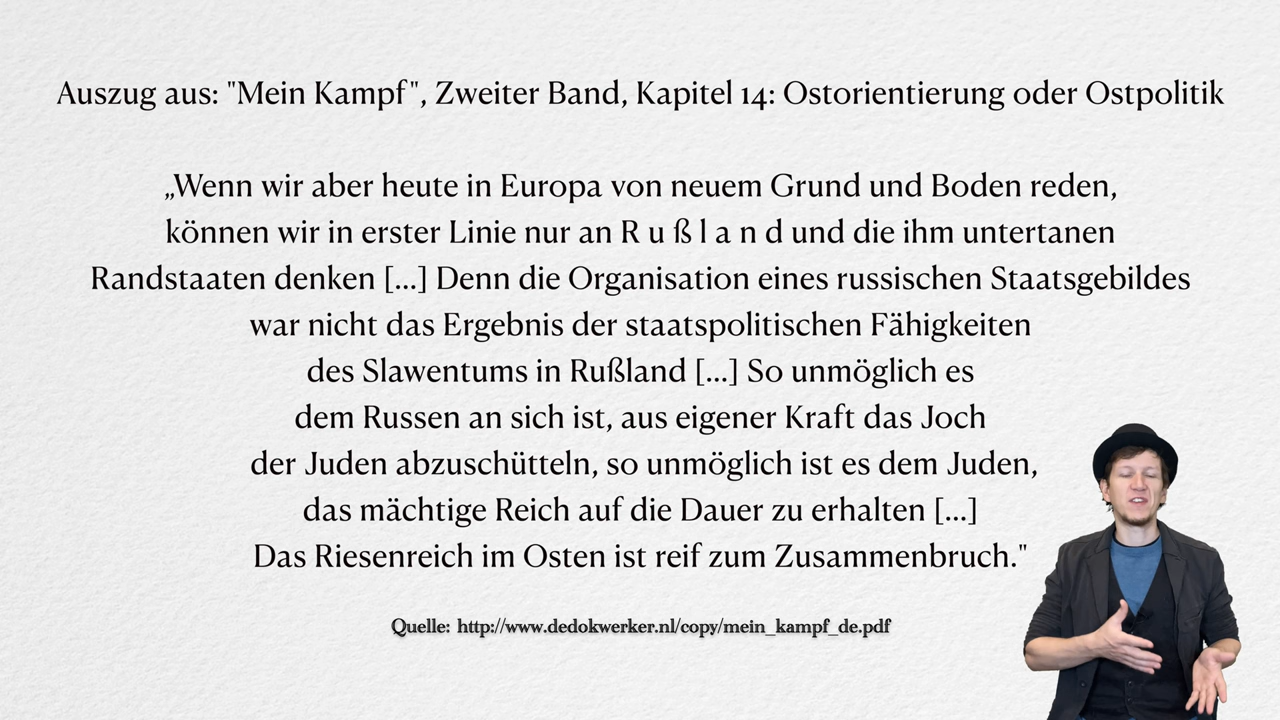 Auszug aus: "Mein Kampf", Zweiter Band, Kapitel 14: Ostorientierung oder Ostpolitik
„Wenn wir aber heute in Europa von neuem Grund und Boden reden,
können wir in erster Linie nur an R u ß l a n d und die ihm untertanen
Randstaaten denken [...] Denn die Organisation eines russischen Staatsgebildes
war nicht das Ergebnis der staatspolitischen Fähigkeiten
des Slawentums in Rußland [...] So unmöglich es
dem Russen an sich ist, aus eigener Kraft das Joch
der Juden abzuschütteln, so unmöglich ist es dem Juden,
das mächtige Reich auf die Dauer zu erhalten [...]
Das Riesenreich im Osten ist reif zum Zusammenbruch."
Quelle: http://www.dedokwerker.nl/copy/mein_kampf_de.pdf